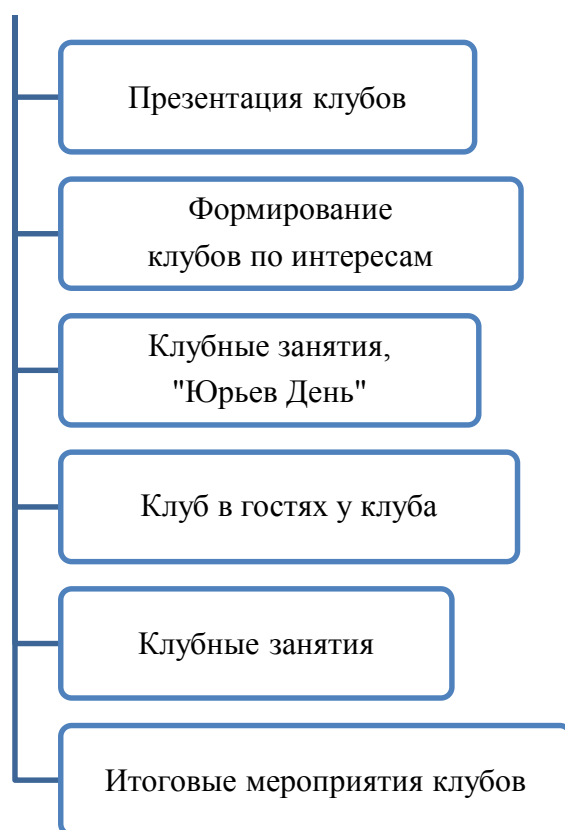 Презентация клубов
Формирование
клубов по интересам
Клубные занятия,
"Юрьев День"
Клуб в гостях у клуба
Клубные занятия
Итоговые мероприятия клубов